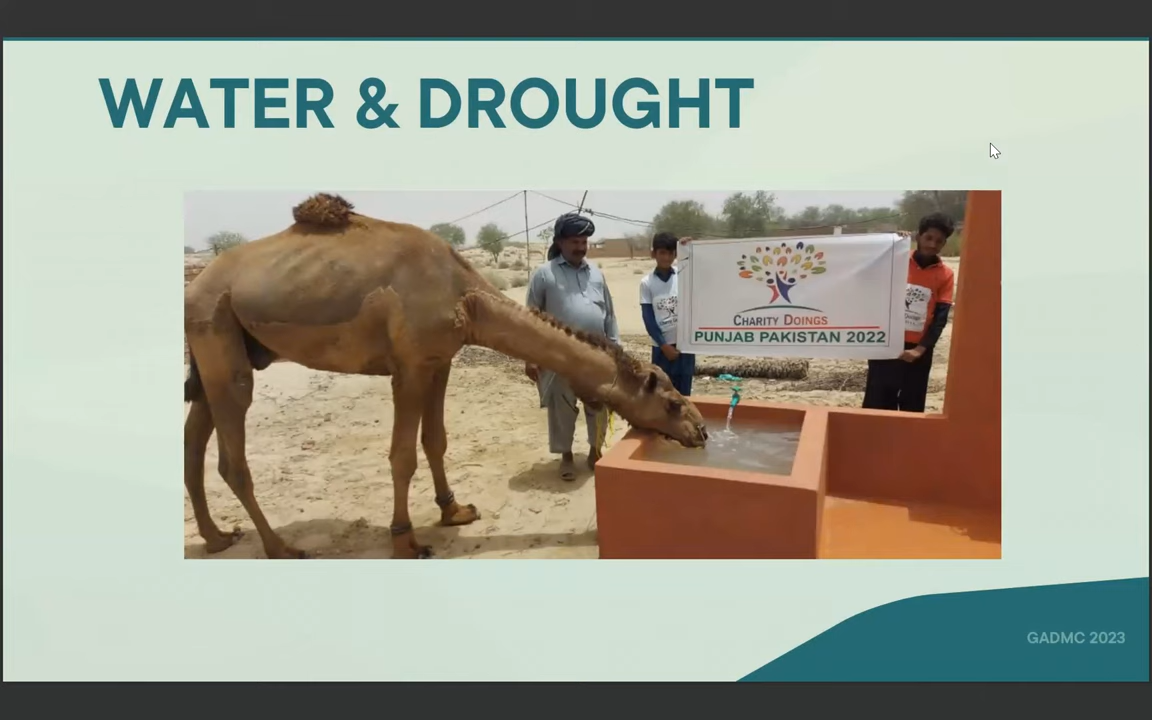 WATER & DROUGHT
CHARITY DOINGS
PUNJAB PAKISTAN 2022
GADMC 2023